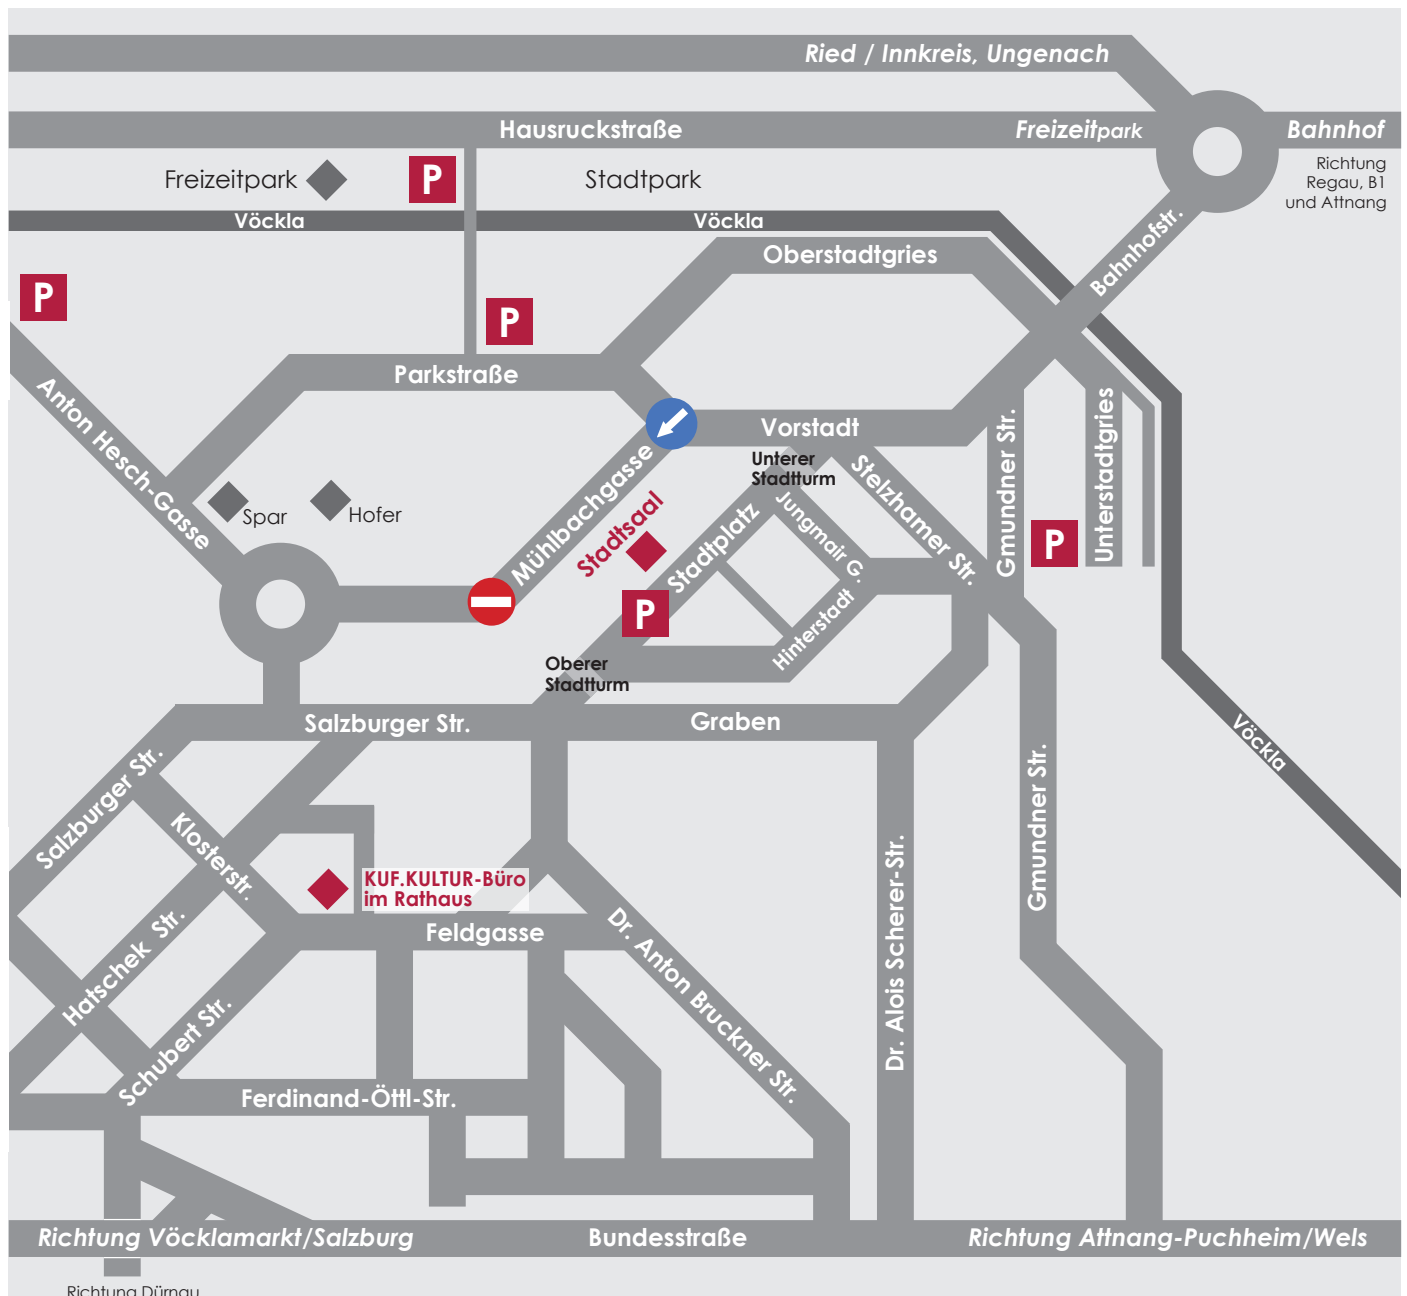 Ried / Innkreis, Ungenach
Hausruckstraße
Freizeitpark
Bahnhof
Richtung
Regau, B1
und Attnang
Freizeitpark
P
Stadtpark
Vöckla
Vöckla
Bahnhofstr.
Oberstadtgries
P
P
Parkstraße
Anton Hesch-Gasse
Vorstadt
Unterer
Stadtturm
Stelzhamer Str.
Gmundner Str.
Unterstadtgries
Spar
Hofer
Mühlbachgasse
Stadtsaal
Stadtplatz
Jungmair G.
P
P
Hinterstadt
Oberer
Stadtturm
Salzburger Str.
Graben
Vöckla
Salzburger Str.
Klosterstr.
Gmundner Str.
Dr. Alois Scherer-Str.
KUF.KULTUR-Büro
im Rathaus
Feldgasse
Hatschek Str.
Dr. Anton Bruckner Str.
Schubert Str.
Ferdinand-Öttl-Str.
Richtung Vöcklamarkt/Salzburg
Bundesstraße
Richtung Attnang-Puchheim/Wels
Richtung Dürnau